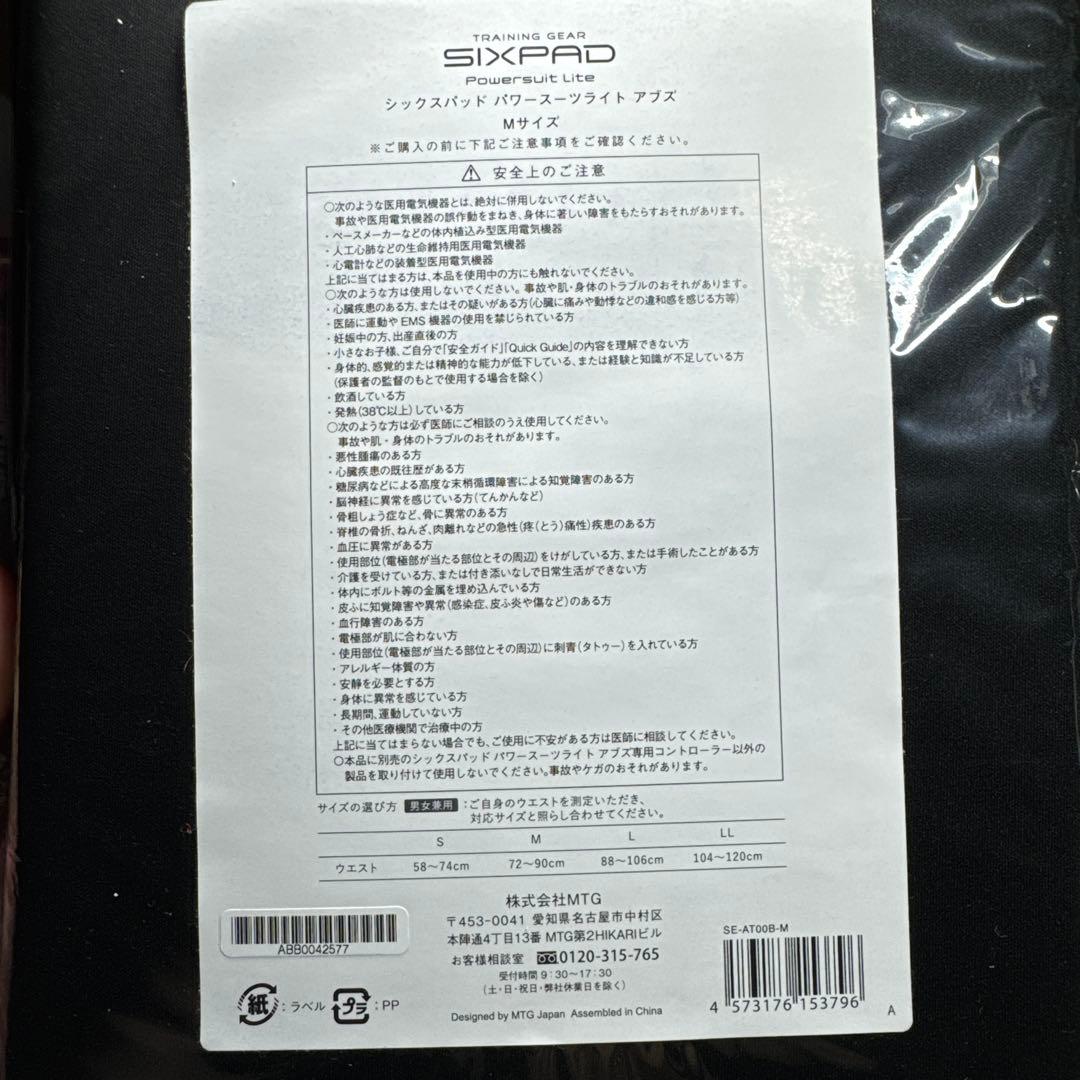 TRAINING GEAR
SIXPAD
Powersuit Lite
シックスパッド パワースーツライト アブズ
Mサイズ
※ご購入の前に下記ご注意事項をご確認ください。
⚠ 安全上のご注意
○次のような医用電気機器とは、絶対に併用しないでください。
事故や医用電気機器の誤作動をまねき、身体に著しい障害をもたらすおそれがあります。
・ペースメーカーなどの体内植込み型医用電気機器
・人工心肺などの生命維持用医用電気機器
・心電計などの装着型医用電気機器
上記に当てはまる方は、本品を使用中の方にも触れないでください。
○次のような方は使用しないでください。事故や肌・身体のトラブルのおそれがあります。
・心臓疾患のある方、またはその疑いがある方(心臓に痛みや動悸などの違和感を感じる方等)
・医師に運動や EMS 機器の使用を禁じられている方
・妊娠中の方、出産直後の方
・小さなお子様、ご自分で「安全ガイド」「Quick Guide」の内容を理解できない方
・身体的、感覚的または精神的な能力が低下している、または経験と知識が不足している方
(保護者の監督のもとで使用する場合を除く)
・飲酒している方
・発熱(38℃以上)している方
○次のような方は必ず医師にご相談のうえ使用してください。
事故や肌・身体のトラブルのおそれがあります。
・悪性腫瘍のある方
・心臓疾患の既往歴がある方
・糖尿病などによる高度な末梢循環障害による知覚障害のある方
・脳神経に異常を感じている方(てんかんなど)
・骨粗しょう症など、骨に異常のある方
・脊椎の骨折、ねんざ、肉離れなどの急性(疼(とう)痛性)疾患のある方
・血圧に異常がある方
・使用部位(電極部が当たる部位とその周辺)をけがしている方、または手術したことがある方
・介護を受けている方、または付き添いなしで日常生活ができない方
・体内にボルト等の金属を埋め込んでいる方
・皮ふに知覚障害や異常(感染症、皮ふ炎や傷など)のある方
・血行障害のある方
・電極部が肌に合わない方
・使用部位(電極部が当たる部位とその周辺)に刺青(タトゥー)を入れている方
・アレルギー体質の方
・安静を必要とする方
・身体に異常を感じている方
・長期間、運動していない方
・その他医療機関で治療中の方
上記に当てはまらない場合でも、ご使用に不安がある方は医師に相談してください。
○本品に別売のシックスパッド パワースーツライト アブズ専用コントローラー以外の
製品を取り付けて使用しないでください。事故やケガのおそれがあります。
サイズの選び方 男女兼用 :ご自身のウエストを測定いただき、
対応サイズと照らし合わせてください。
S M L LL
ウエスト 58〜74cm 72〜90cm 88〜106cm 104〜120cm
株式会社MTG
〒453-0041 愛知県名古屋市中村区
本陣通4丁目13番 MTG第2HIKARIビル
お客様相談室 0120-315-765
受付時間 9:30〜17:30
(土・日・祝日・弊社休業日を除く)
Designed by MTG Japan Assembled in China
ABB0042577
紙 :ラベル プラ :PP
SE-AT00B-M
4 573176 153796
A